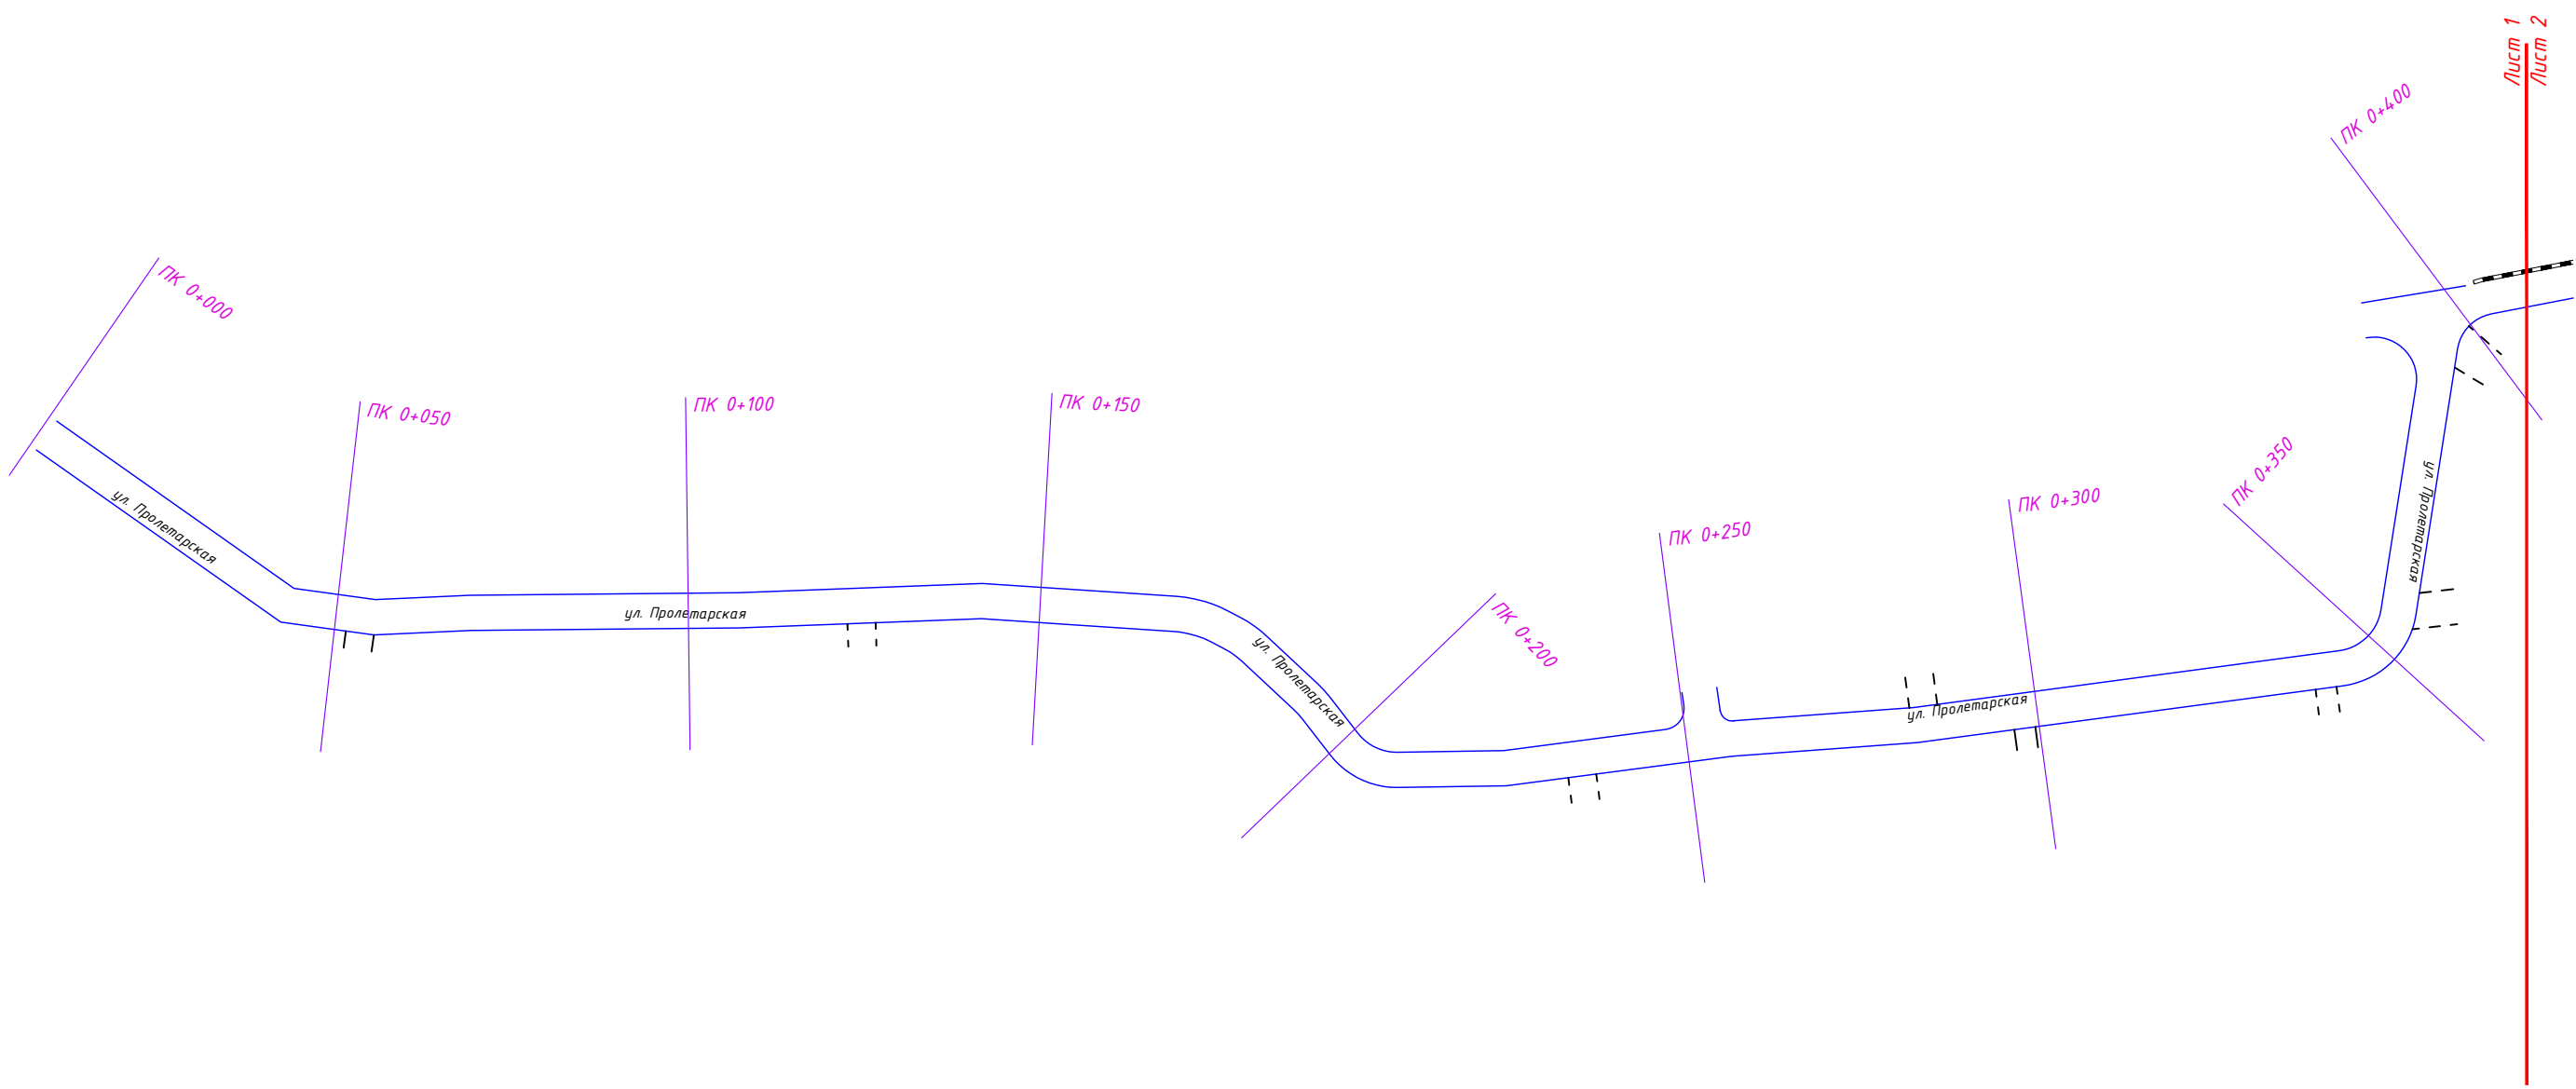 Лист 1
Лист 2
ПК 0+400
ПК 0+000
ПК 0+050
ПК 0+100
ПК 0+150
ПК 0+350
ПК 0+300
ПК 0+250
ПК 0+200
ул. Пролетарская
ул. Пролетарская
ул. Пролетарская
ул. Пролетарская
ул. Пролетарская